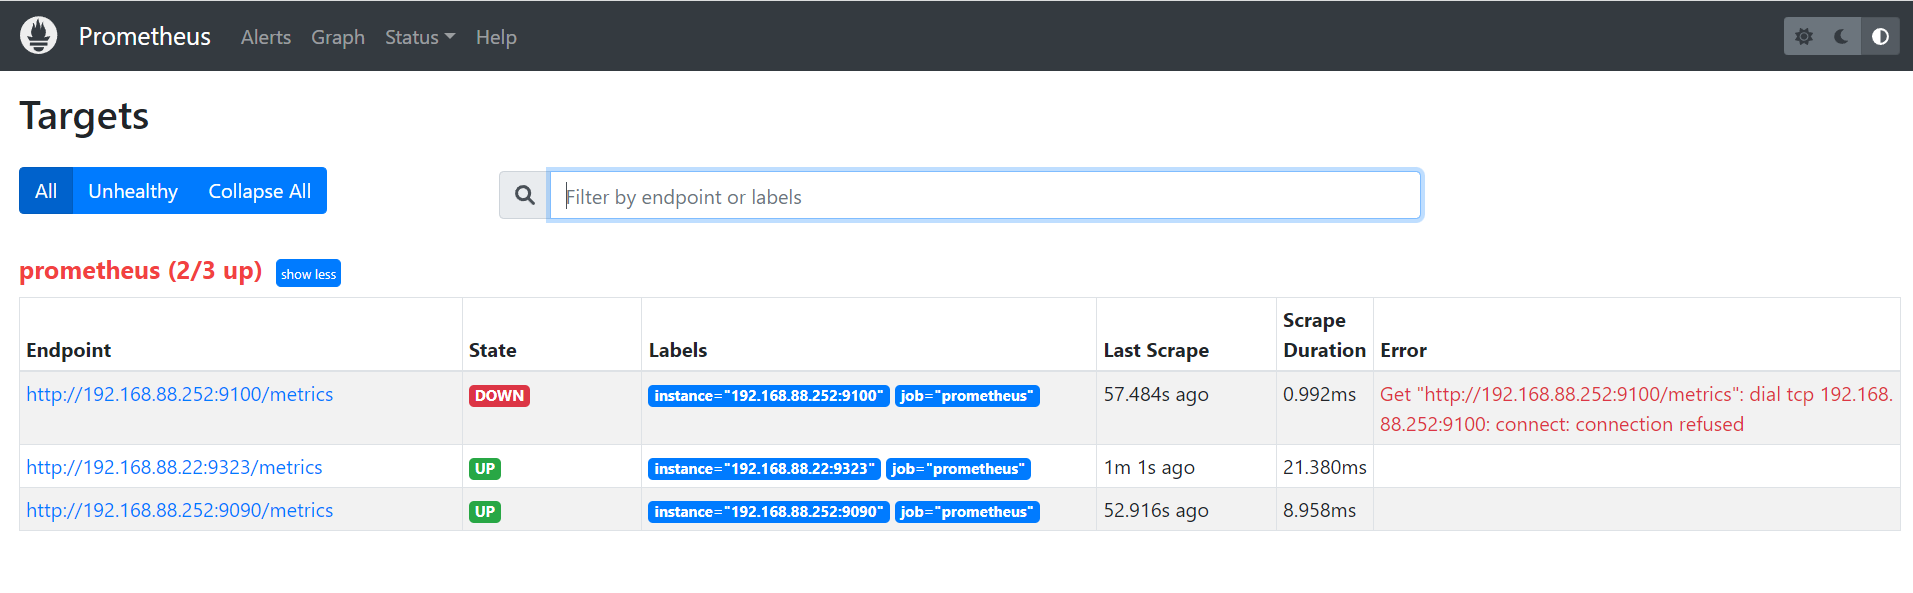 Prometheus Alerts Graph Status Help
Targets
All Unhealthy Collapse All
Filter by endpoint or labels
prometheus (2/3 up) show less
Endpoint State Labels Last Scrape Scrape Duration Error
http://192.168.88.252:9100/metrics DOWN instance="192.168.88.252:9100" job="prometheus" 57.484s ago 0.992ms Get "http://192.168.88.252:9100/metrics": dial tcp 192.168.
88.252:9100: connect: connection refused
http://192.168.88.22:9323/metrics UP instance="192.168.88.22:9323" job="prometheus" 1m 1s ago 21.380ms
http://192.168.88.252:9090/metrics UP instance="192.168.88.252:9090" job="prometheus" 52.916s ago 8.958ms